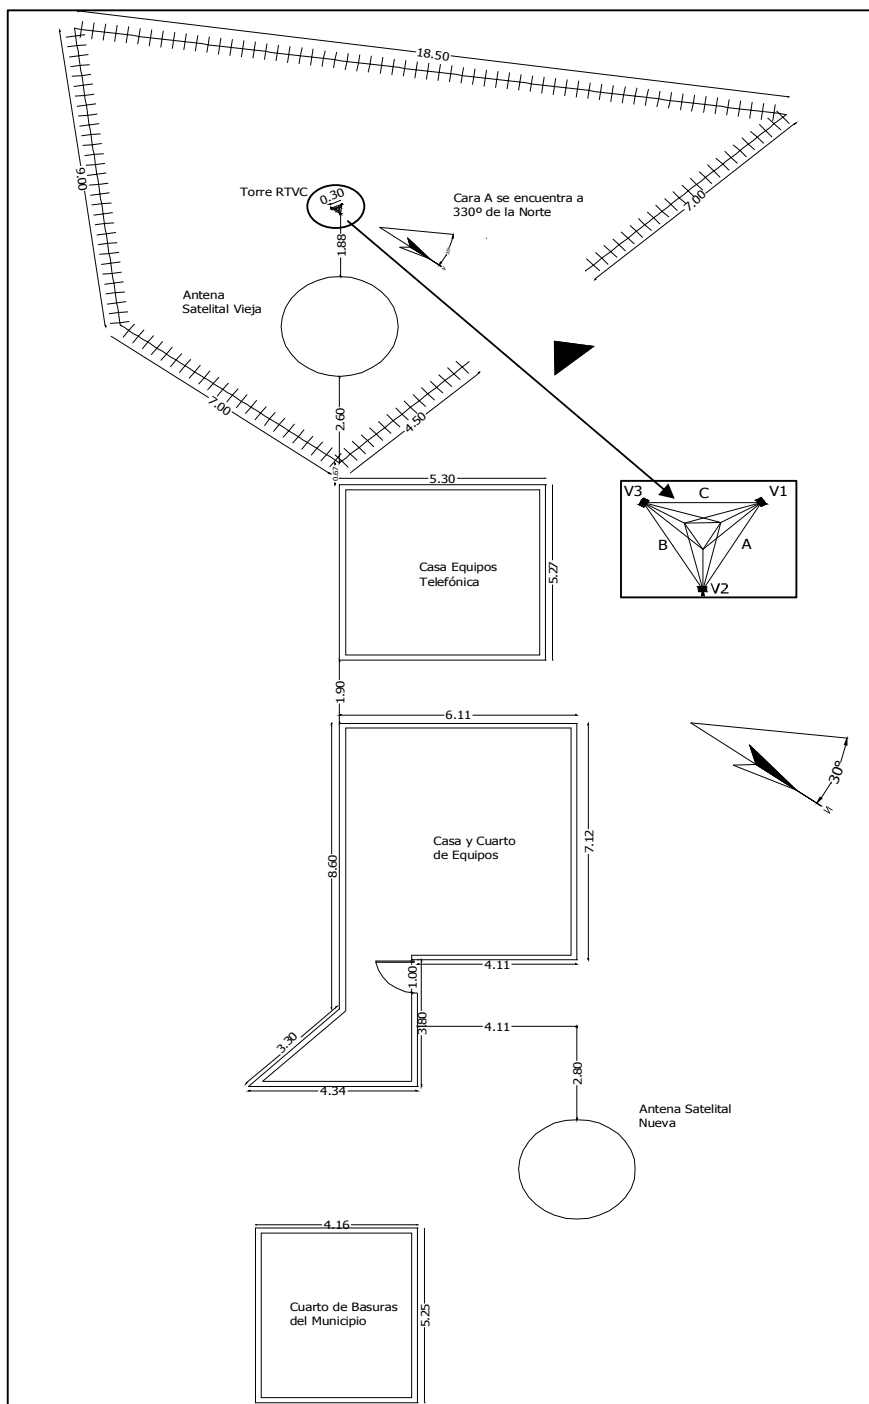 18.50
9.00
Torre RTVC
0.30
Cara A se encuentra a
330º de la Norte
7.00
1.88
Antena
Satelital Vieja
7.00
2.60
4.50
0.67
5.30
V3
C
V1
B
A
V2
Casa Equipos
Telefónica
5.27
1.90
6.11
30°
N
8.60
Casa y Cuarto
de Equipos
7.12
4.11
1.00
3.80
4.11
3.30
4.34
2.80
Antena Satelital
Nueva
4.16
Cuarto de Basuras
del Municipio
5.25